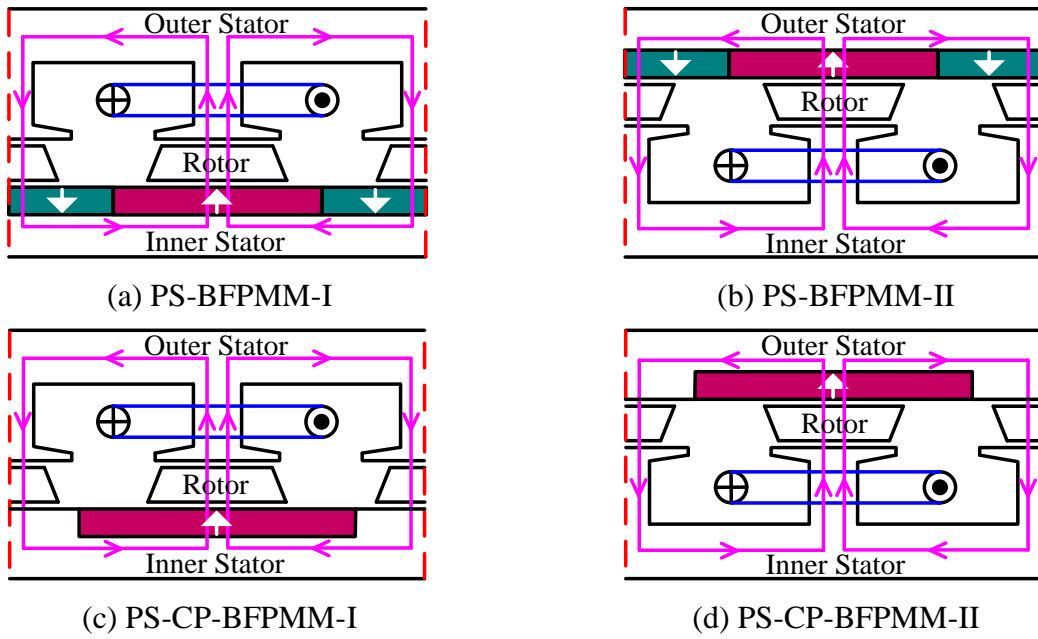 Outer Stator
Rotor
Inner Stator
(a) PS-BFPMM-I
Outer Stator
Rotor
Inner Stator
(b) PS-BFPMM-II
Outer Stator
Rotor
Inner Stator
(c) PS-CP-BFPMM-I
Outer Stator
Rotor
Inner Stator
(d) PS-CP-BFPMM-II